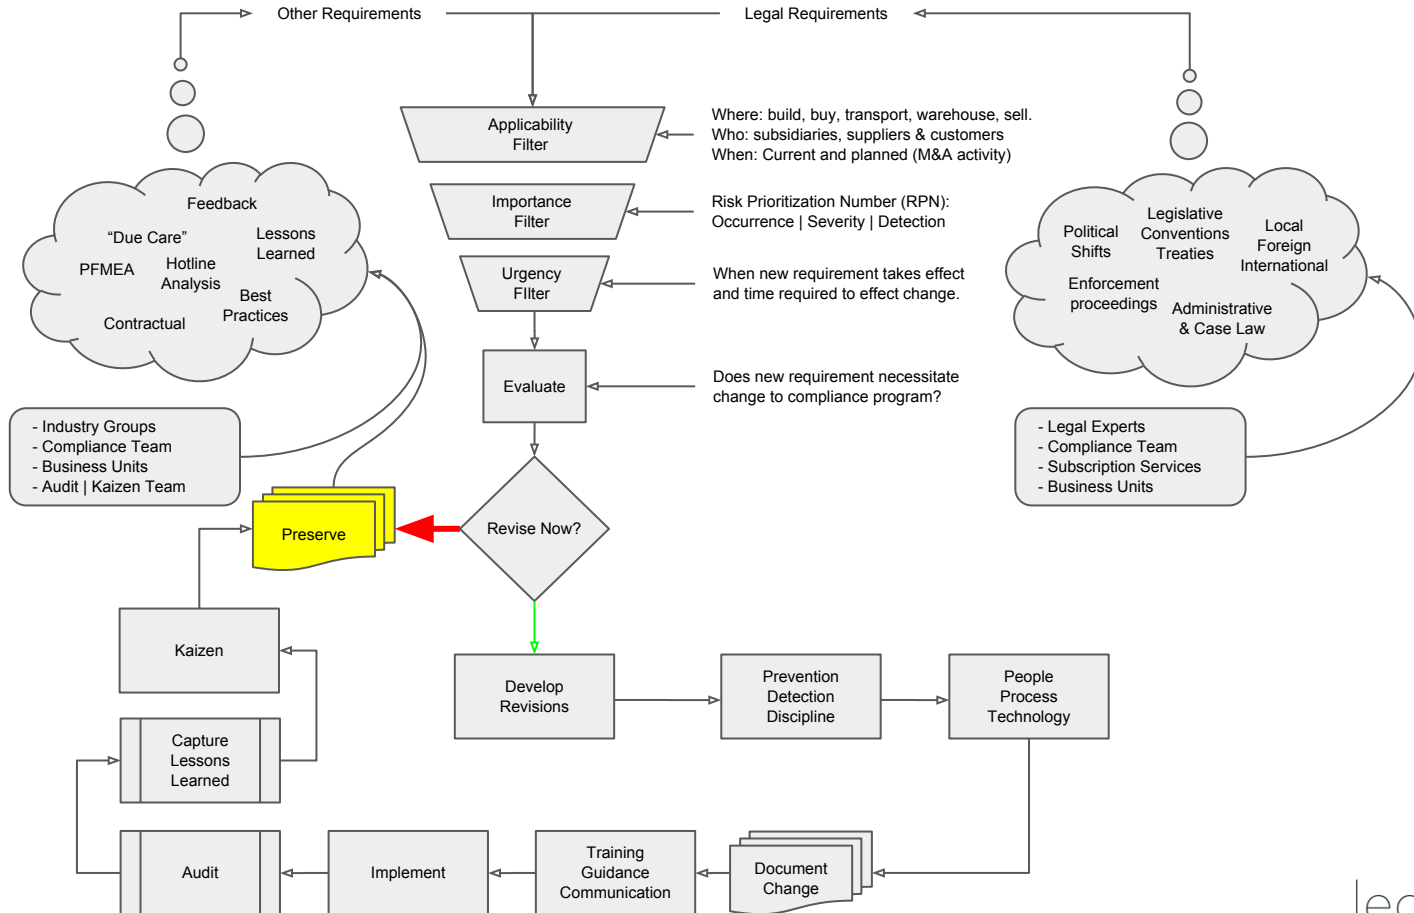 Other Requirements
Legal Requirements
Applicability
Filter
Where: build, buy, transport, warehouse, sell.
Who: subsidiaries, suppliers & customers
When: Current and planned (M&A activity)
Importance
Filter
Risk Prioritization Number (RPN):
Occurrence | Severity | Detection
Urgency
FIlter
When new requirement takes effect
and time required to effect change.
Evaluate
Does new requirement necessitate
change to compliance program?
Feedback
“Due Care”
Lessons
Learned
PFMEA
Hotline
Analysis
Best
Practices
Contractual
Political
Shifts
Legislative
Conventions
Treaties
Local
Foreign
International
Enforcement
proceedings
Administrative
& Case Law
- Industry Groups
- Compliance Team
- Business Units
- Audit | Kaizen Team
- Legal Experts
- Compliance Team
- Subscription Services
- Business Units
Revise Now?
Preserve
Kaizen
Develop
Revisions
Prevention
Detection
Discipline
People
Process
Technology
Capture
Lessons
Learned
Audit
Implement
Training
Guidance
Communication
Document
Change